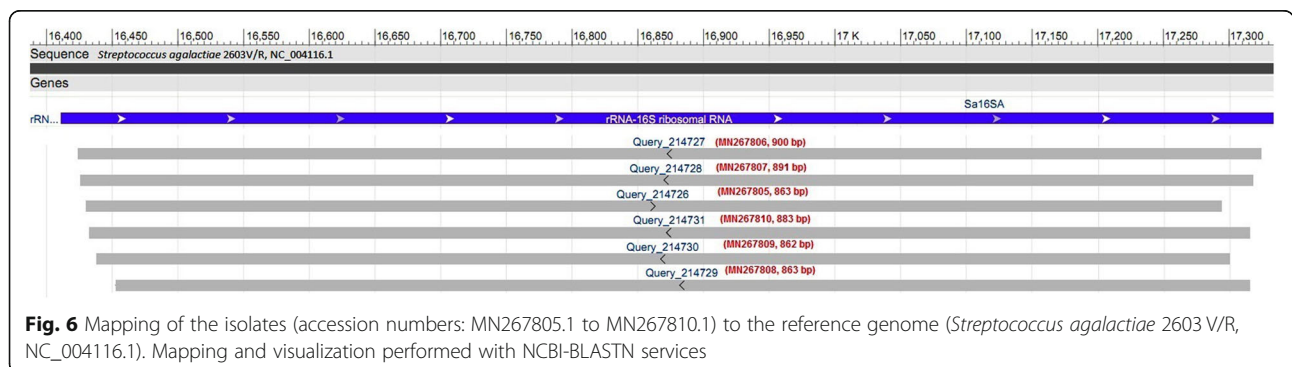 16,400 16,450 16,500 16,550 16,600 16,650 16,700 16,750 16,800 16,850 16,900 16,950 17 K 17,050 17,100 17,150 17,200 17,250 17,300
Sequence Streptococcus agalactiae 2603V/R, NC_004116.1
Genes
Sa16SA
rRN... rRNA-16S ribosomal RNA
Query_214727 (MN267806, 900 bp)
Query_214728 (MN267807, 891 bp)
Query_214726 (MN267805, 863 bp)
Query_214731 (MN267810, 883 bp)
Query_214730 (MN267809, 862 bp)
Query_214729 (MN267808, 863 bp)
Fig. 6 Mapping of the isolates (accession numbers: MN267805.1 to MN267810.1) to the reference genome (Streptococcus agalactiae 2603 V/R,
NC_004116.1). Mapping and visualization performed with NCBI-BLASTN services